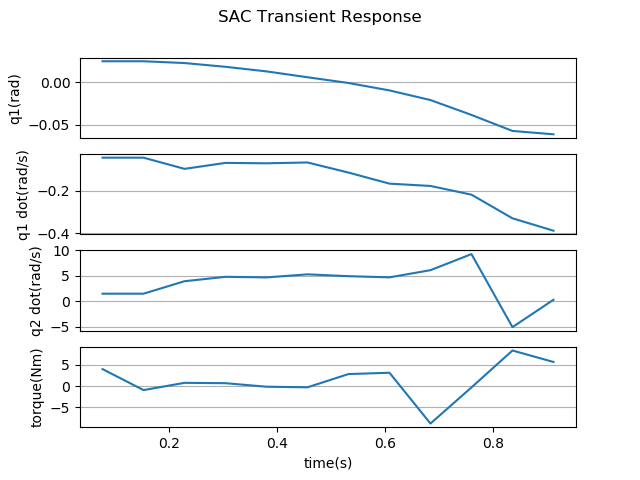 SAC Transient Response
q1(rad)
0.00
−0.05
q1 dot(rad/s)
−0.2
−0.4
q2 dot(rad/s)
10
5
0
−5
torque(Nm)
5
0
−5
0.2 0.4 0.6 0.8
time(s)